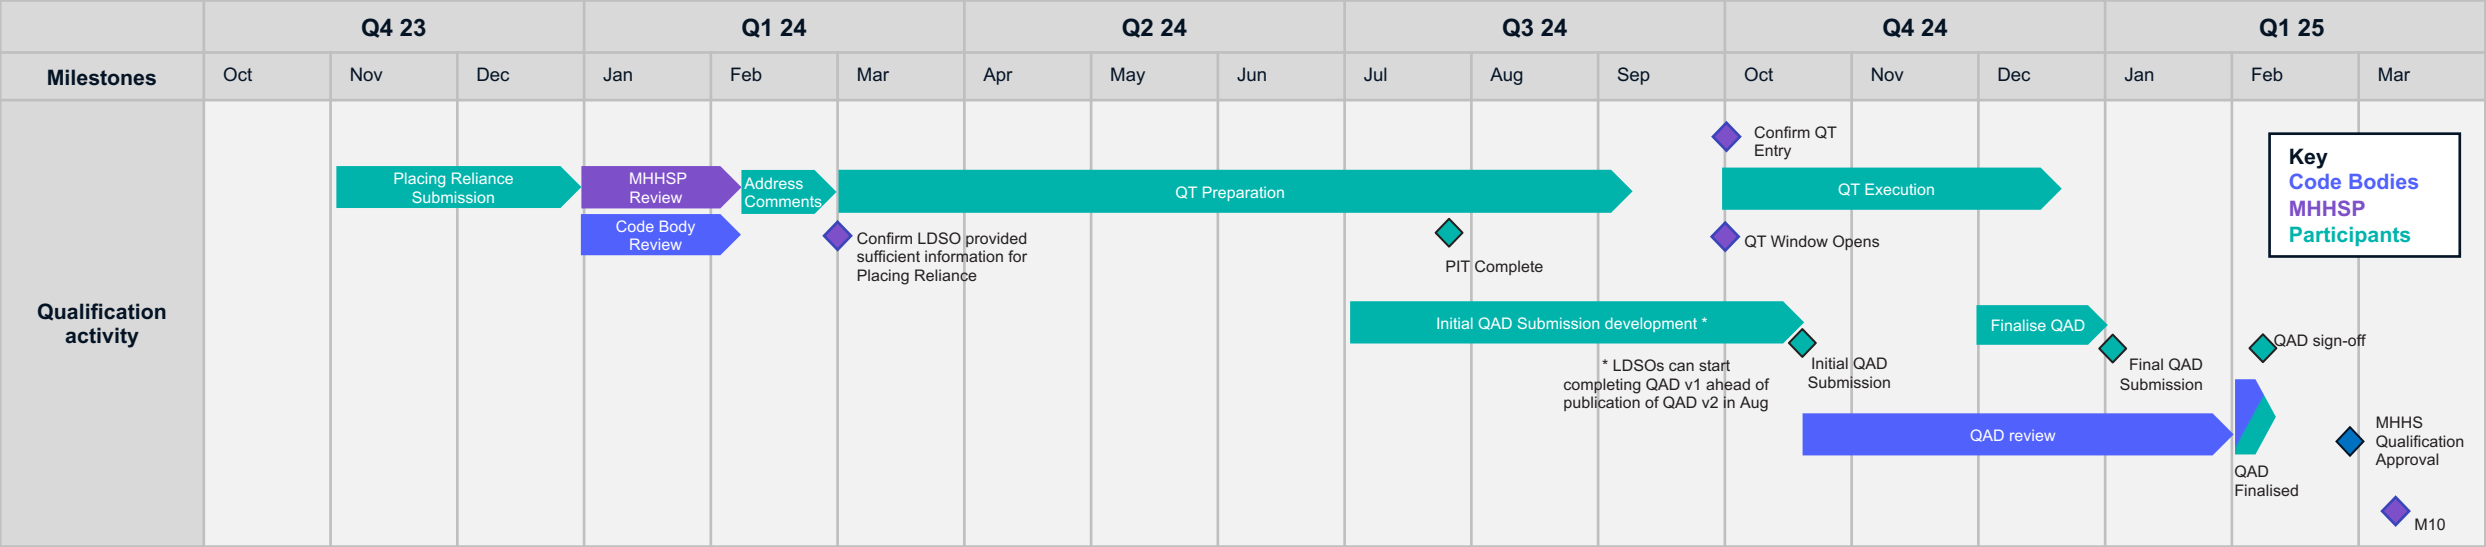 Q4 23
Q1 24
Q2 24
Q3 24
Q4 24
Q1 25
Milestones
Oct
Nov
Dec
Jan
Feb
Mar
Apr
May
Jun
Jul
Aug
Sep
Oct
Nov
Dec
Jan
Feb
Mar
Qualification
activity
Placing Reliance
Submission
MHHSP
Review
Code Body
Review
Address
Comments
Confirm LDSO provided
sufficient information for
Placing Reliance
QT Preparation
PIT Complete
Confirm QT
Entry
QT Execution
QT Window Opens
Key
Code Bodies
MHHSP
Participants
Initial QAD Submission development *
* LDSOs can start
completing QAD v1 ahead of
publication of QAD v2 in Aug
Initial QAD
Submission
Finalise QAD
Final QAD
Submission
QAD sign-off
QAD review
QAD
Finalised
MHHS
Qualification
Approval
M10